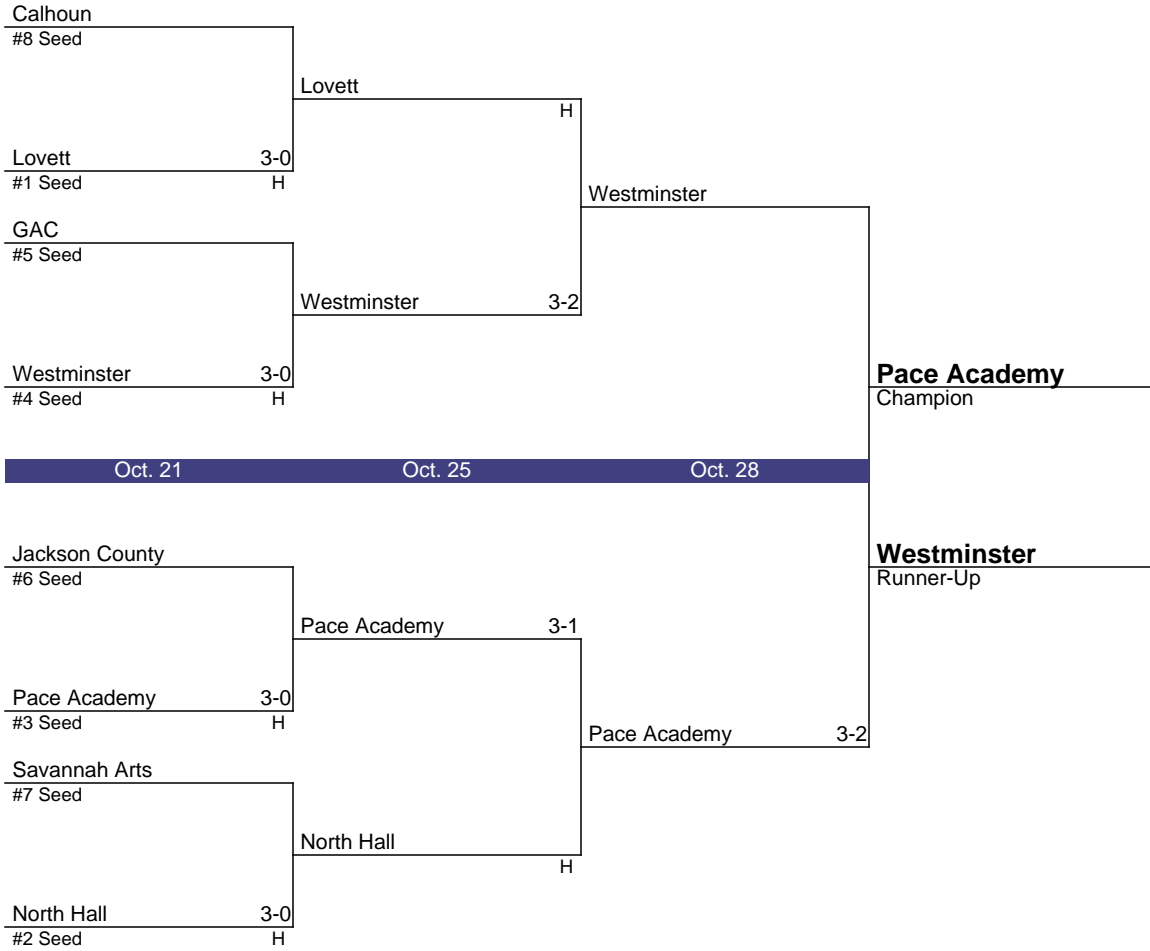 Calhoun
#8 Seed
Lovett
H
Lovett 3-0
#1 Seed H
Westminster
GAC
#5 Seed
Westminster 3-2
Westminster 3-0
#4 Seed H
Pace Academy
Champion
Oct. 21 Oct. 25 Oct. 28
Jackson County
#6 Seed
Westminster
Runner-Up
Pace Academy 3-1
Pace Academy 3-0
#3 Seed H
Pace Academy 3-2
Savannah Arts
#7 Seed
North Hall
H
North Hall 3-0
#2 Seed H